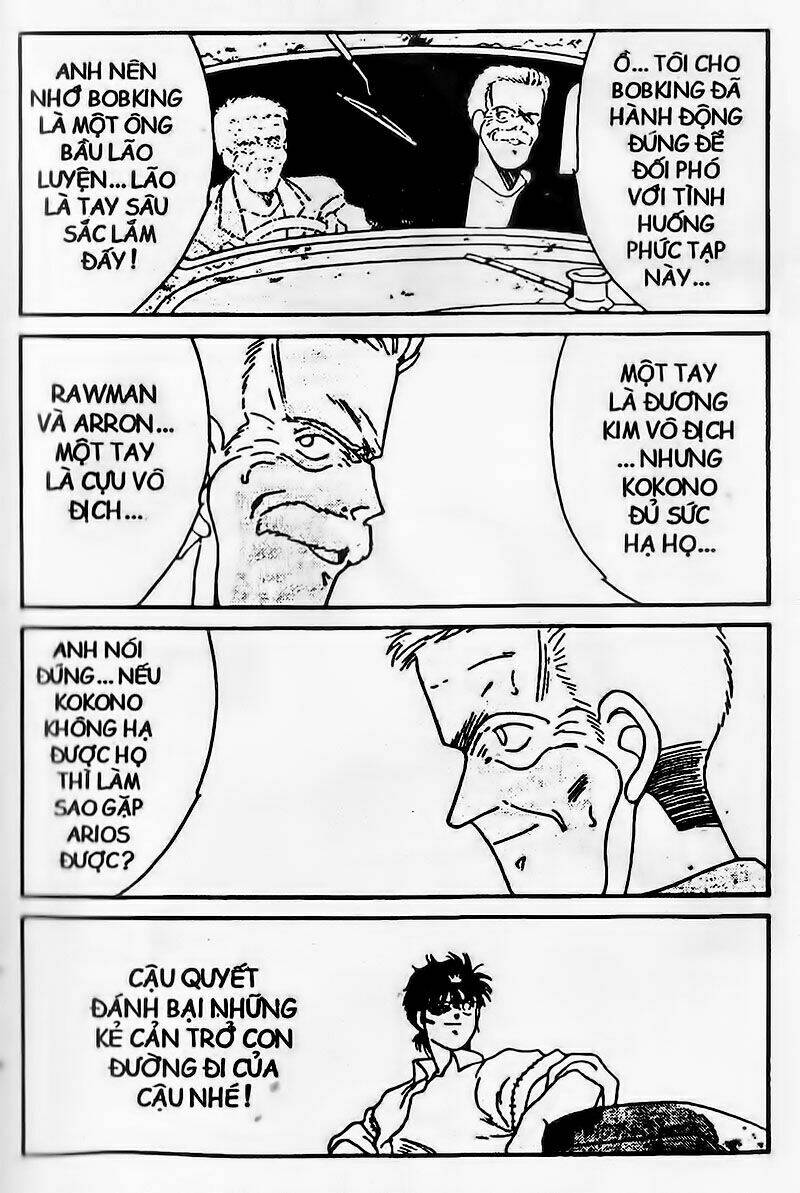 ANH NÊN
NHỚ BOBKING
LÀ MỘT ÔNG
BẦU LÃO
LUYỆN... LÃO
LÀ TAY SÂU
SẮC LẮM
ĐẤY!
Ồ... TÔI CHO
BOBKING ĐÃ
HÀNH ĐỘNG
ĐÚNG ĐỂ
ĐỐI PHÓ
VỚI TÌNH
HUỐNG
PHỨC TẠP
NÀY...
RAWMAN
VÀ ARRON...
MỘT TAY
LÀ CỰU VÔ
ĐỊCH...
MỘT TAY
LÀ ĐƯƠNG
KIM VÔ ĐỊCH
...NHƯNG
KOKONO
ĐỦ SỨC
HẠ HỌ...
ANH NÓI
ĐÚNG... NẾU
KOKONO
KHÔNG HẠ
ĐƯỢC HỌ
THÌ LÀM
SAO GẶP
ARIOS
ĐƯỢC?
CẬU QUYẾT
ĐÁNH BẠI NHỮNG
KẺ CẢN TRỞ CON
ĐƯỜNG ĐI CỦA
CẬU NHÉ!